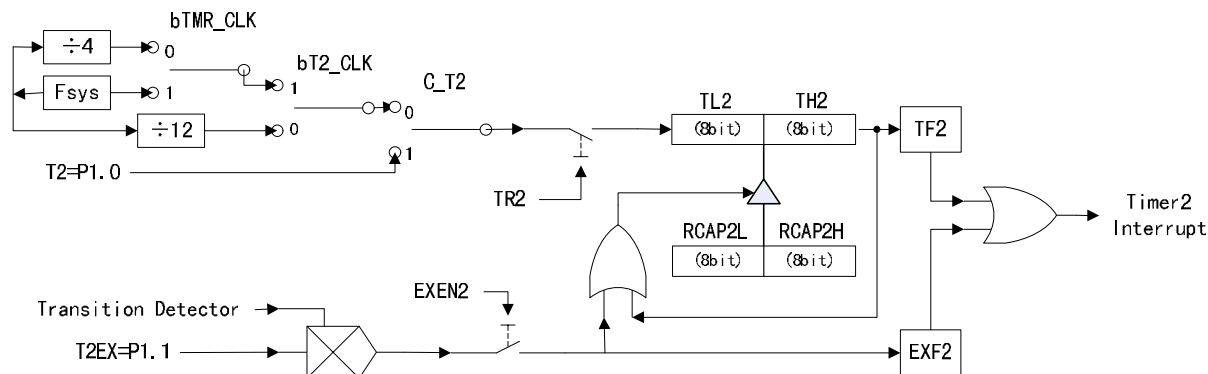 bTMR_CLK
÷4
0
bT2_CLK
Fsys
1
1
C_T2
0
÷12
0
TL2
TH2
(8bit)
(8bit)
TF2
1
T2=P1.0
TR2
Timer2
Interrupt
RCAP2L
RCAP2H
(8bit)
(8bit)
EXEN2
Transition Detector
T2EX=P1.1
EXF2